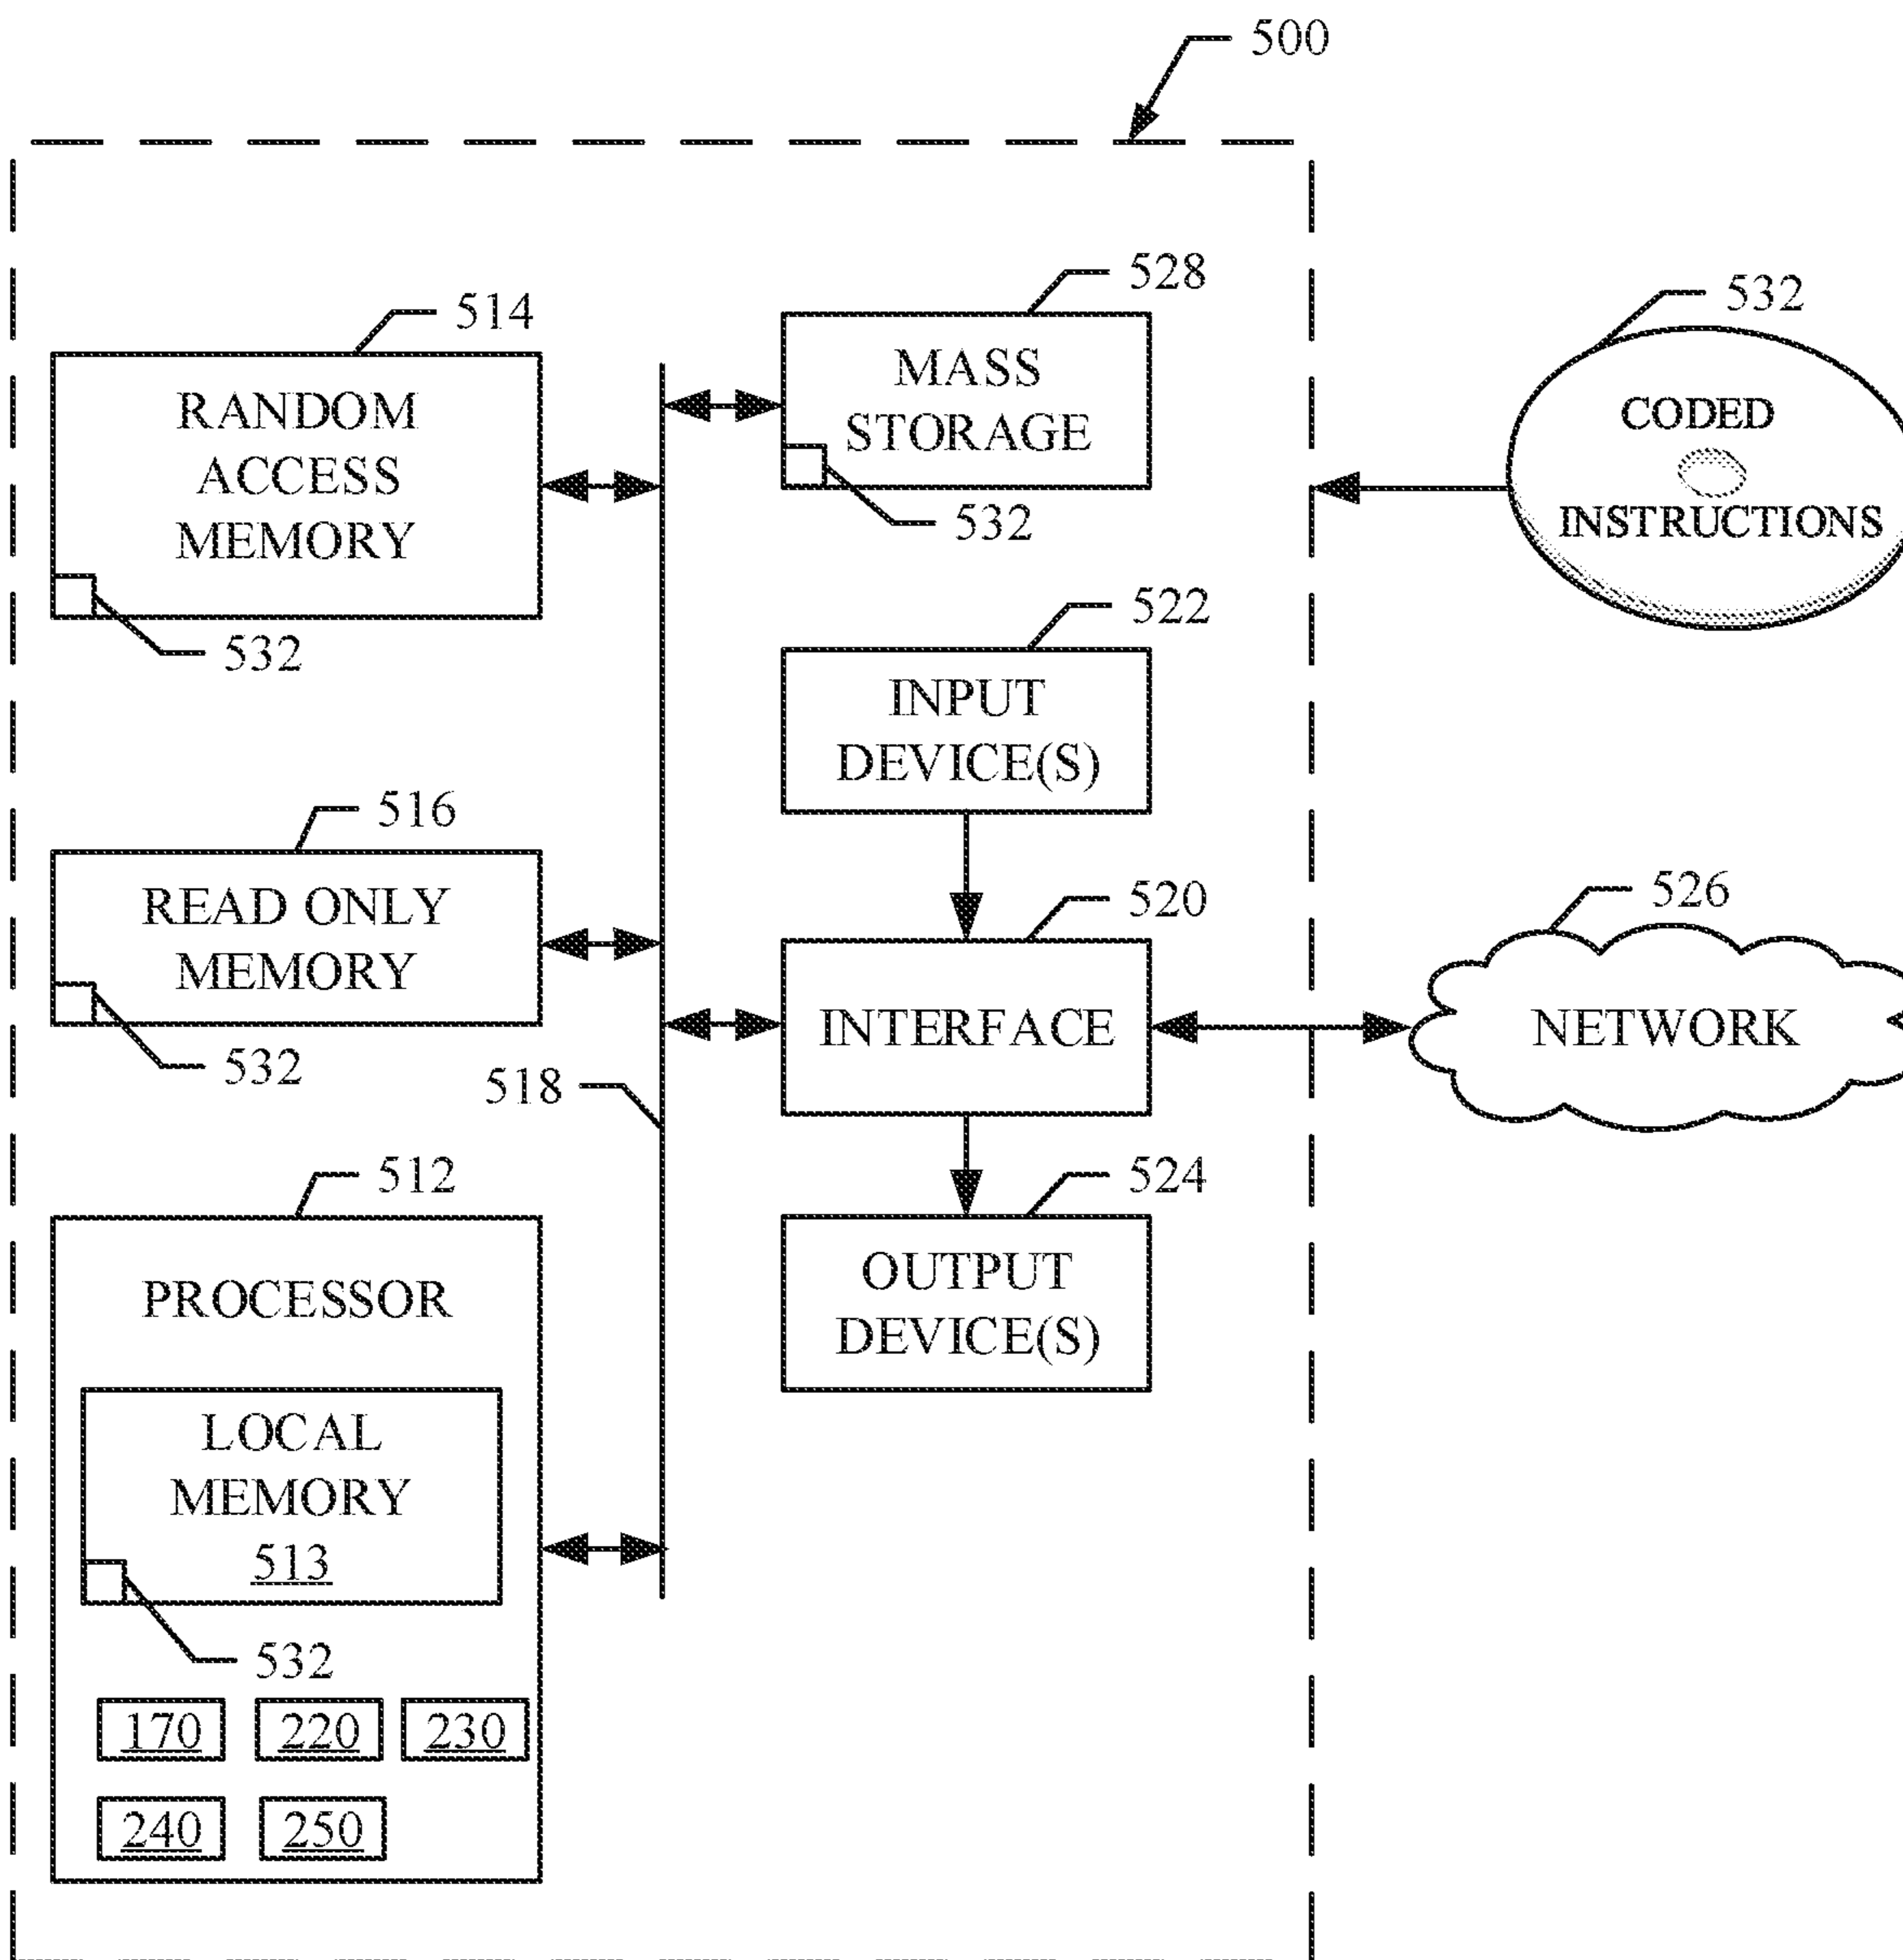 500
514
RANDOM
ACCESS
MEMORY
532
528
MASS
STORAGE
532
532
CODED
INSTRUCTIONS
522
INPUT
DEVICE(S)
516
READ ONLY
MEMORY
532
520
INTERFACE
526
NETWORK
518
512
PROCESSOR
LOCAL
MEMORY
513
532
170 220 230
240 250
524
OUTPUT
DEVICE(S)